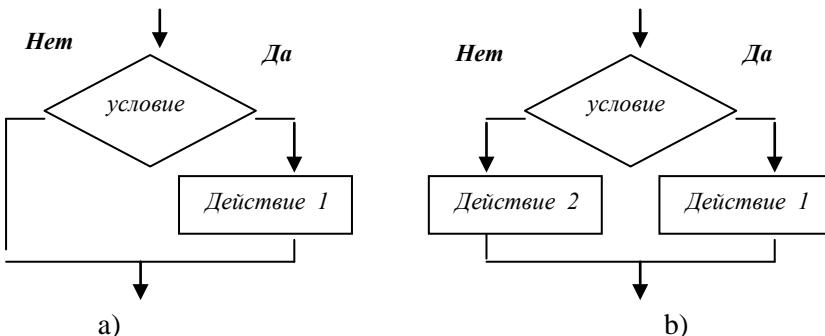 Нет
Да
условие
Действие 1
a)
Нет
Да
условие
Действие 2
Действие 1
b)